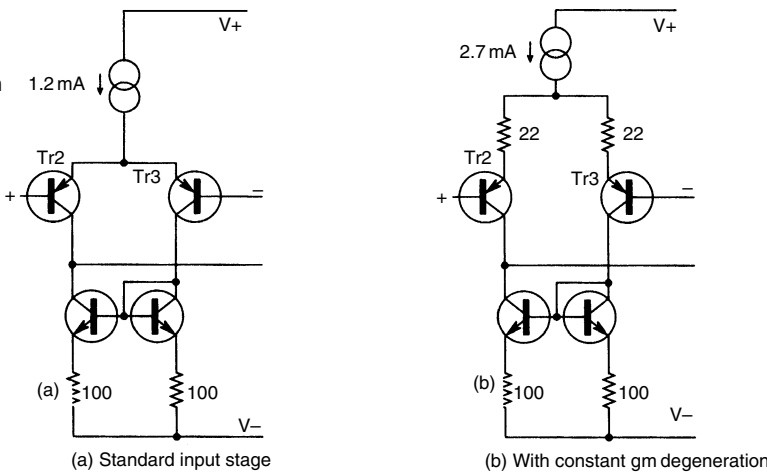 V+
1.2 mA
Tr2
Tr3
+
–
(a)
100
100
V–
(a) Standard input stage
V+
2.7 mA
22
22
Tr2
Tr3
+
–
(b)
100
100
V–
(b) With constant gm degeneration